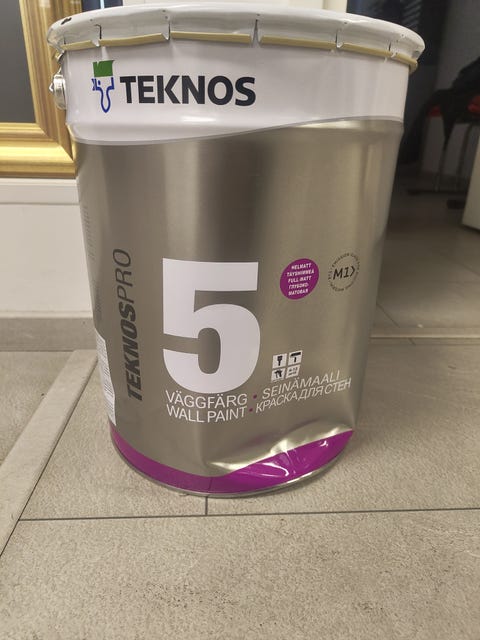 TEKNOS
TEKNOSPRO
5
HELMATT
TÄYSHIMMEÄ
FULL-MATT
ГЛУБОКО-
МАТОВАЯ
M1
VÄGGFÄRG • SEINÄMAALI
WALL PAINT • КРАСКА ДЛЯ СТЕН